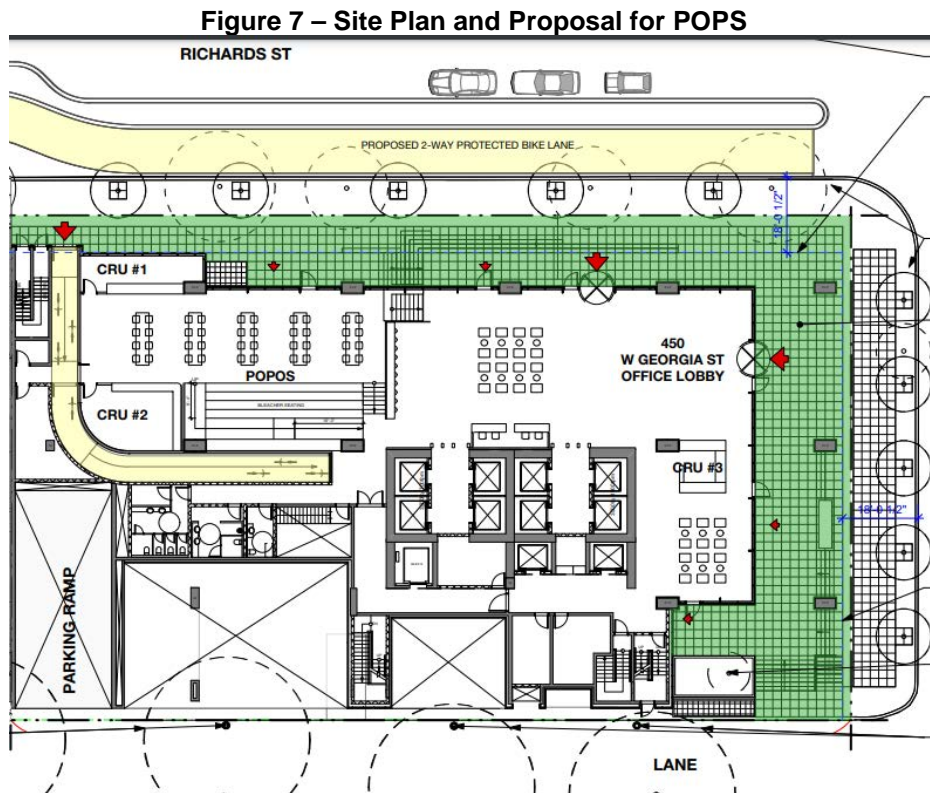 Figure 7 – Site Plan and Proposal for POPS
RICHARDS ST
PROPOSED 2-WAY PROTECTED BIKE LANE
18'-0 1/2"
CRU #1
450
W GEORGIA ST
OFFICE LOBBY
POPOS
BLEACHER SEATING
CRU #2
CRU #3
18'-0 1/2"
PARKING RAMP
LANE